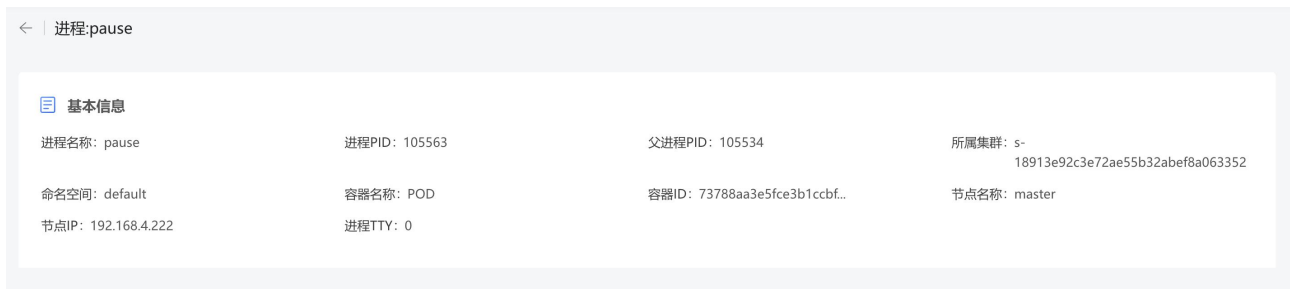 进程:pause
基本信息
进程名称：pause
进程PID：105563
父进程PID：105534
所属集群：s-
18913e92c3e72ae55b32abef8a063352
命名空间：default
容器名称：POD
容器ID：73788aa3e5fce3b1ccbf...
节点名称：master
节点IP：192.168.4.222
进程TTY：0